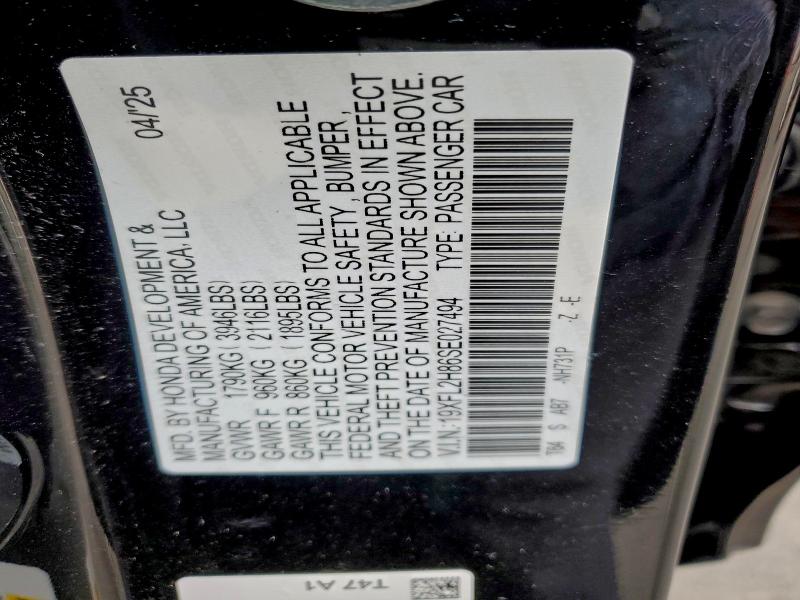 MFD. BY HONDA DEVELOPMENT & 04/'25
MANUFACTURING OF AMERICA, LLC
GVWR 1790KG (3946LBS)
GAWR F 960KG (2116LBS)
GAWR R 860KG (1895LBS)
THIS VEHICLE CONFORMS TO ALL APPLICABLE
FEDERAL MOTOR VEHICLE SAFETY, BUMPER,
AND THEFT PREVENTION STANDARDS IN EFFECT
ON THE DATE OF MANUFACTURE SHOWN ABOVE.
V.I.N.:19XFL2H86SE027494 TYPE: PASSENGER CAR
TB4 S AB7 -NH731P -Z -E
T47 A1